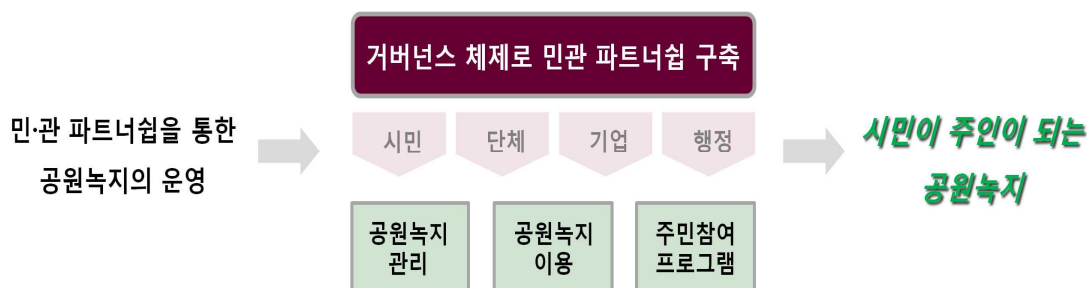 거버넌스 체제로 민관 파트너쉽 구축
민·관 파트너쉽을 통한
공원녹지의 운영
시민 단체 기업 행정
시민이 주인이 되는
공원녹지
공원녹지 공원녹지 주민참여
관리 이용 프로그램